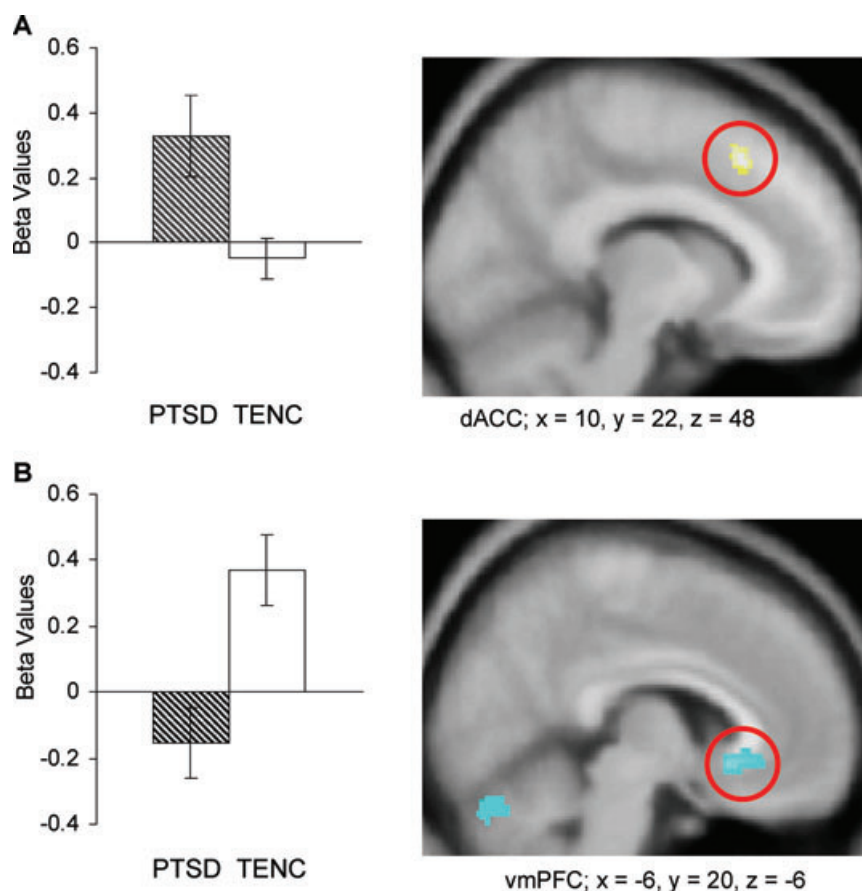 A
0.6
0.4
0.2
0
-0.2
-0.4
Beta Values
PTSD TENC
dACC; x = 10, y = 22, z = 48
B
0.6
0.4
0.2
0
-0.2
-0.4
Beta Values
PTSD TENC
vmPFC; x = -6, y = 20, z = -6